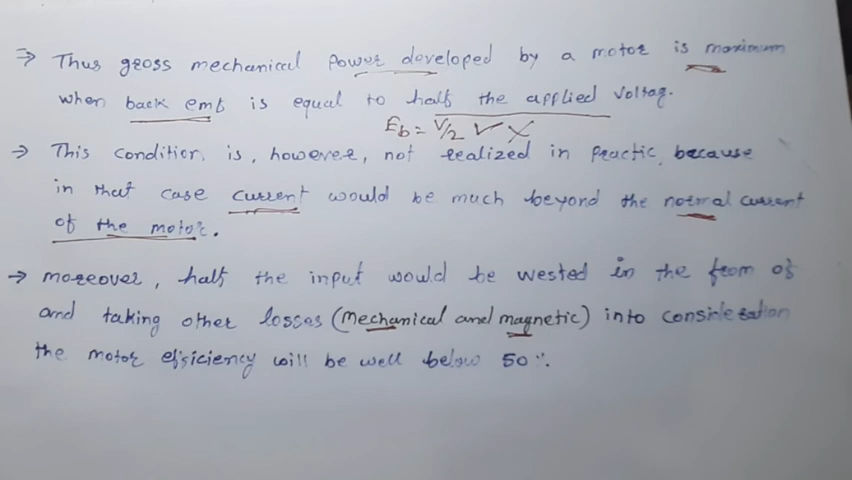 ⇒ Thus gross mechanical power developed by a motor is maximum
when back emf is equal to half the applied voltag.
Eb = V/2 ✓ ✗
→ This condition is, however, not realized in practic, because
in that case current would be much beyond the normal current
of the motor.
→ moreover, half the input would be wested in the from of
and taking other losses (mechanical and magnetic) into consideration
the motor efficiency will be well below 50%.